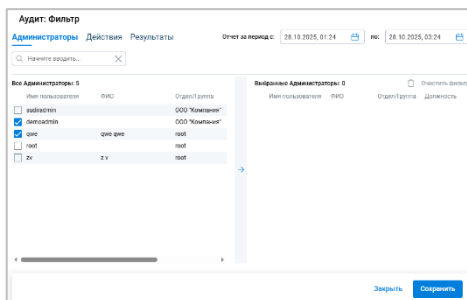 Аудит: Фильтр
Администраторы Действия Результаты Отчет за период с: 28.10.2025, 01:24 по: 28.10.2025, 03:24
Начните вводить...
Все Администраторы: 5 Выбранные Администраторы: 0 Очистить фильтр
Имя пользователя ФИО Отдел/Группа Имя пользователя ФИО Отдел/Группа Должность
audiradmin ООО "Компания"
demoadmin ООО "Компания"
qwe qwe qwe root
root root
zv z v root
Закрыть Сохранить